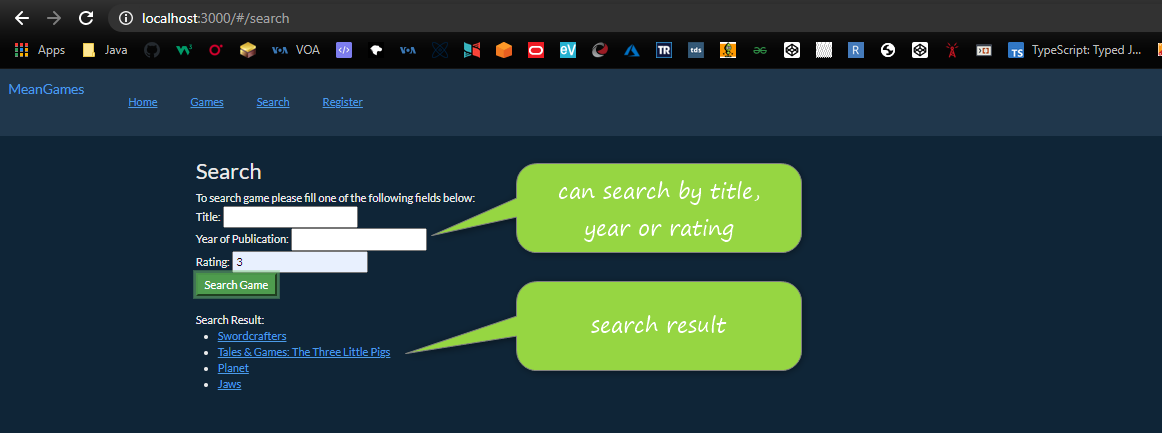 localhost:3000/#/search
Apps Java VOA TypeScript: Typed J...
MeanGames
Home Games Search Register
Search
To search game please fill one of the following fields below:
Title:
Year of Publication:
Rating: 3
Search Game
can search by title,
year or rating
Search Result:
Swordcrafters
Tales & Games: The Three Little Pigs
Planet
Jaws
search result